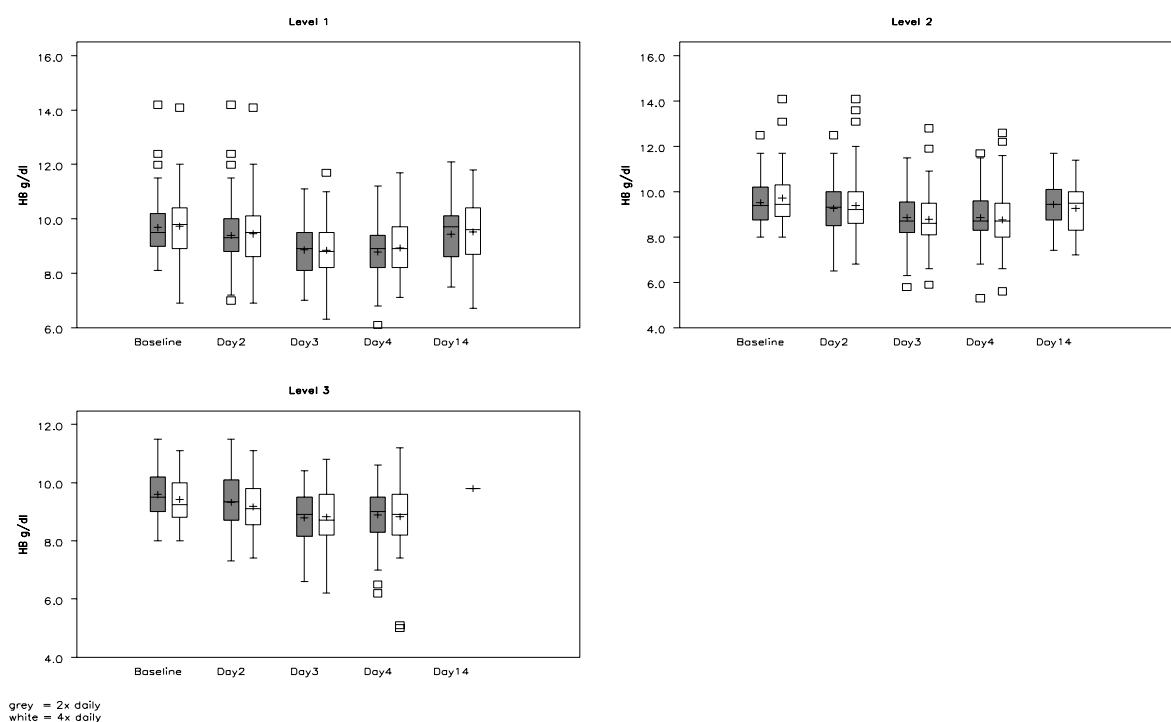 Level 1
HB g/dl
16.0
14.0
12.0
10.0
8.0
6.0
Baseline Day2 Day3 Day4 Day14
Level 2
HB g/dl
16.0
14.0
12.0
10.0
8.0
6.0
4.0
Baseline Day2 Day3 Day4 Day14
Level 3
HB g/dl
12.0
10.0
8.0
6.0
4.0
Baseline Day2 Day3 Day4 Day14
grey = 2x daily
white = 4x daily